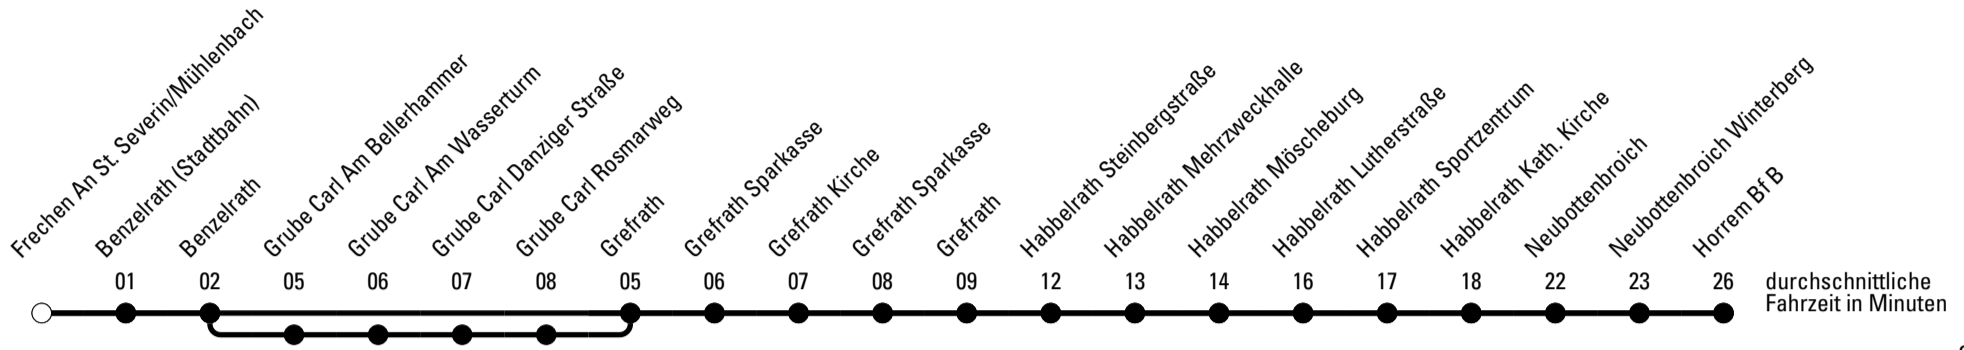 Frechen An St. Severin/Mühlenbach
Benzelrath (Stadtbahn)
Benzelrath
Grube Carl Am Bellerhammer
Grube Carl Am Wasserturm
Grube Carl Danziger Straße
Grube Carl Rosmarweg
Grefrath
Grefrath Sparkasse
Grefrath Kirche
Grefrath Sparkasse
Grefrath
Habbelrath Steinbergstraße
Habbelrath Mehrzweckhalle
Habbelrath Möscheburg
Habbelrath Lutherstraße
Habbelrath Sportzentrum
Habbelrath Kath. Kirche
Neubottenbroich
Neubottenbroich Winterberg
Horrem Bf B
01 02 05 06 07 08 05 06 07 08 09 12 13 14 16 17 18 22 23 26
durchschnittliche
Fahrzeit in Minuten